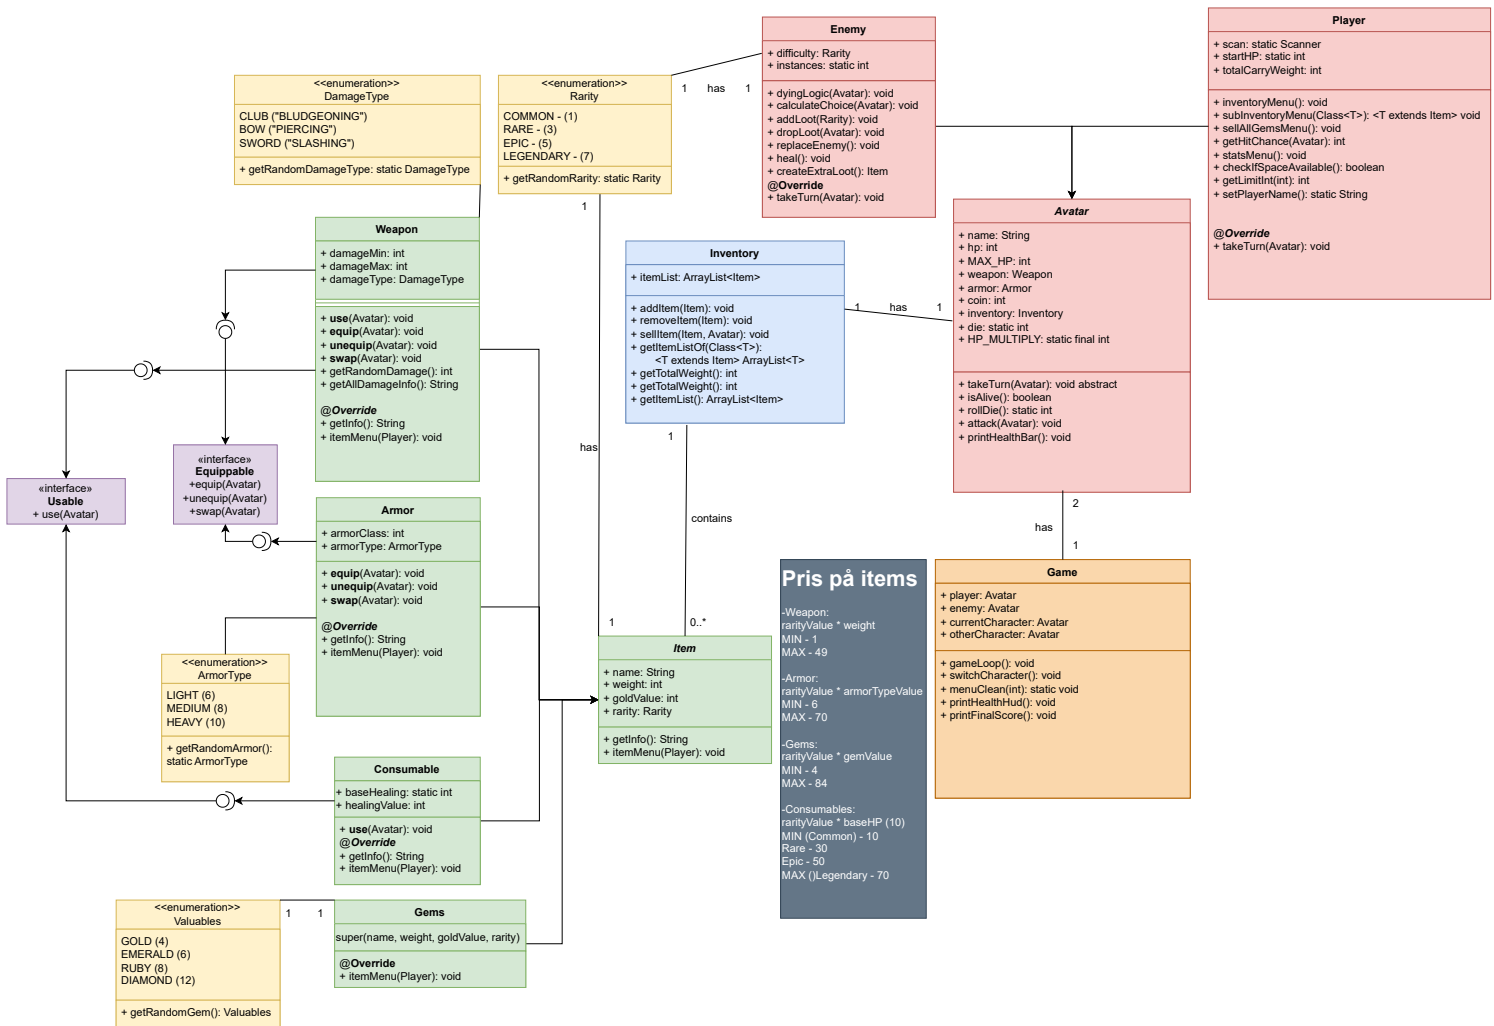 <<enumeration>>
DamageType
CLUB ("BLUDGEONING")
BOW ("PIERCING")
SWORD ("SLASHING")
+ getRandomDamageType: static DamageType
<<enumeration>>
Rarity
COMMON - (1)
RARE - (3)
EPIC - (5)
LEGENDARY - (7)
+ getRandomRarity: static Rarity
1
has
1
Enemy
+ difficulty: Rarity
+ instances: static int
+ dyingLogic(Avatar): void
+ calculateChoice(Avatar): void
+ addLoot(Rarity): void
+ dropLoot(Avatar): void
+ replaceEnemy(): void
+ heal(): void
+ createExtraLoot(): Item
@Override
+ takeTurn(Avatar): void
Player
+ scan: static Scanner
+ startHP: static int
+ totalCarryWeight: int
+ inventoryMenu(): void
+ subInventoryMenu(Class<T>): <T extends Item> void
+ sellAllGemsMenu(): void
+ getHitChance(Avatar): int
+ statsMenu(): void
+ checkIfSpaceAvailable(): boolean
+ getLimitInt(int): int
+ setPlayerName(): static String
@Override
+ takeTurn(Avatar): void
Avatar
+ name: String
+ hp: int
+ MAX_HP: int
+ weapon: Weapon
+ armor: Armor
+ coin: int
+ inventory: Inventory
+ die: static int
+ HP_MULTIPLY: static final int
+ takeTurn(Avatar): void abstract
+ isAlive(): boolean
+ rollDie(): static int
+ attack(Avatar): void
+ printHealthBar(): void
Inventory
+ itemList: ArrayList<Item>
+ addItem(Item): void
+ removeItem(Item): void
+ sellItem(Item, Avatar): void
+ getItemListOf(Class<T>):
<T extends Item> ArrayList<T>
+ getTotalWeight(): int
+ getTotalWeight(): int
+ getItemList(): ArrayList<Item>
1
has
1
1
contains
0..*
1
has
1
2
has
1
Weapon
+ damageMin: int
+ damageMax: int
+ damageType: DamageType
+ use(Avatar): void
+ equip(Avatar): void
+ unequip(Avatar): void
+ swap(Avatar): void
+ getRandomDamage(): int
+ getAllDamageInfo(): String
@Override
+ getInfo(): String
+ itemMenu(Player): void
«interface»
Usable
+ use(Avatar)
«interface»
Equippable
+equip(Avatar)
+unequip(Avatar)
+swap(Avatar)
Armor
+ armorClass: int
+ armorType: ArmorType
+ equip(Avatar): void
+ unequip(Avatar): void
+ swap(Avatar): void
@Override
+ getInfo(): String
+ itemMenu(Player): void
<<enumeration>>
ArmorType
LIGHT (6)
MEDIUM (8)
HEAVY (10)
+ getRandomArmor():
static ArmorType
Item
+ name: String
+ weight: int
+ goldValue: int
+ rarity: Rarity
+ getInfo(): String
+ itemMenu(Player): void
Pris på items
-Weapon:
rarityValue * weight
MIN - 1
MAX - 49
-Armor:
rarityValue * armorTypeValue
MIN - 6
MAX - 70
-Gems:
rarityValue * gemValue
MIN - 4
MAX - 84
-Consumables:
rarityValue * baseHP (10)
MIN (Common) - 10
Rare - 30
Epic - 50
MAX ()Legendary - 70
Game
+ player: Avatar
+ enemy: Avatar
+ currentCharacter: Avatar
+ otherCharacter: Avatar
+ gameLoop(): void
+ switchCharacter(): void
+ menuClean(int): static void
+ printHealthHud(): void
+ printFinalScore(): void
Consumable
+ baseHealing: static int
+ healingValue: int
+ use(Avatar): void
@Override
+ getInfo(): String
+ itemMenu(Player): void
<<enumeration>>
Valuables
GOLD (4)
EMERALD (6)
RUBY (8)
DIAMOND (12)
+ getRandomGem(): Valuables
1
1
Gems
super(name, weight, goldValue, rarity)
@Override
+ itemMenu(Player): void